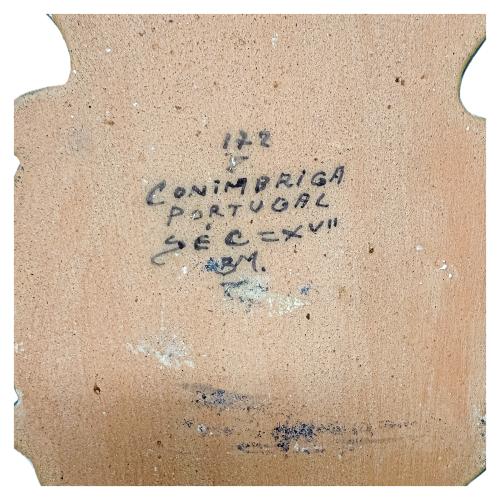 172
CONIMBRIGA
PORTUGAL
SÉC=XVII
BM.